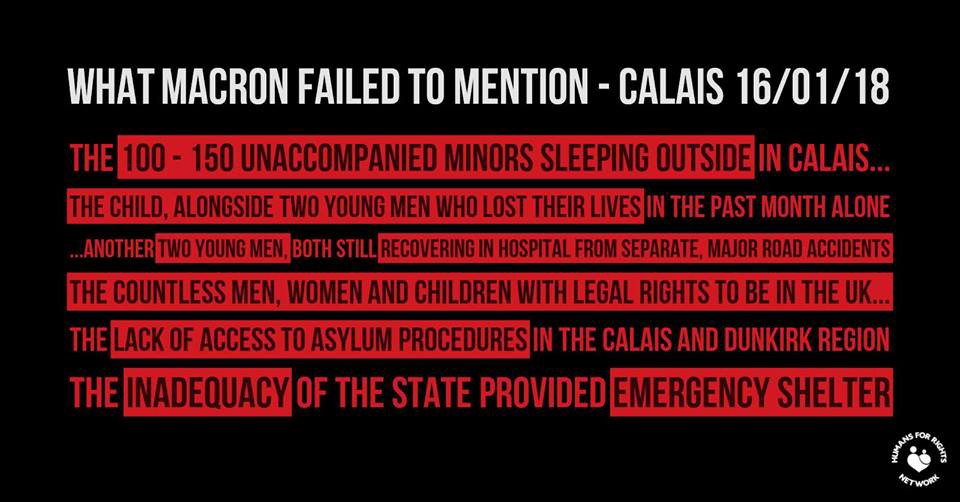 WHAT MACRON FAILED TO MENTION - CALAIS 16/01/18
THE 100 - 150 UNACCOMPANIED MINORS SLEEPING OUTSIDE IN CALAIS...
THE CHILD, ALONGSIDE TWO YOUNG MEN WHO LOST THEIR LIVES IN THE PAST MONTH ALONE
...ANOTHER TWO YOUNG MEN, BOTH STILL RECOVERING IN HOSPITAL FROM SEPARATE, MAJOR ROAD ACCIDENTS
THE COUNTLESS MEN, WOMEN AND CHILDREN WITH LEGAL RIGHTS TO BE IN THE UK...
THE LACK OF ACCESS TO ASYLUM PROCEDURES IN THE CALAIS AND DUNKIRK REGION
THE INADEQUACY OF THE STATE PROVIDED EMERGENCY SHELTER
HUMANS FOR RIGHTS
NETWORK